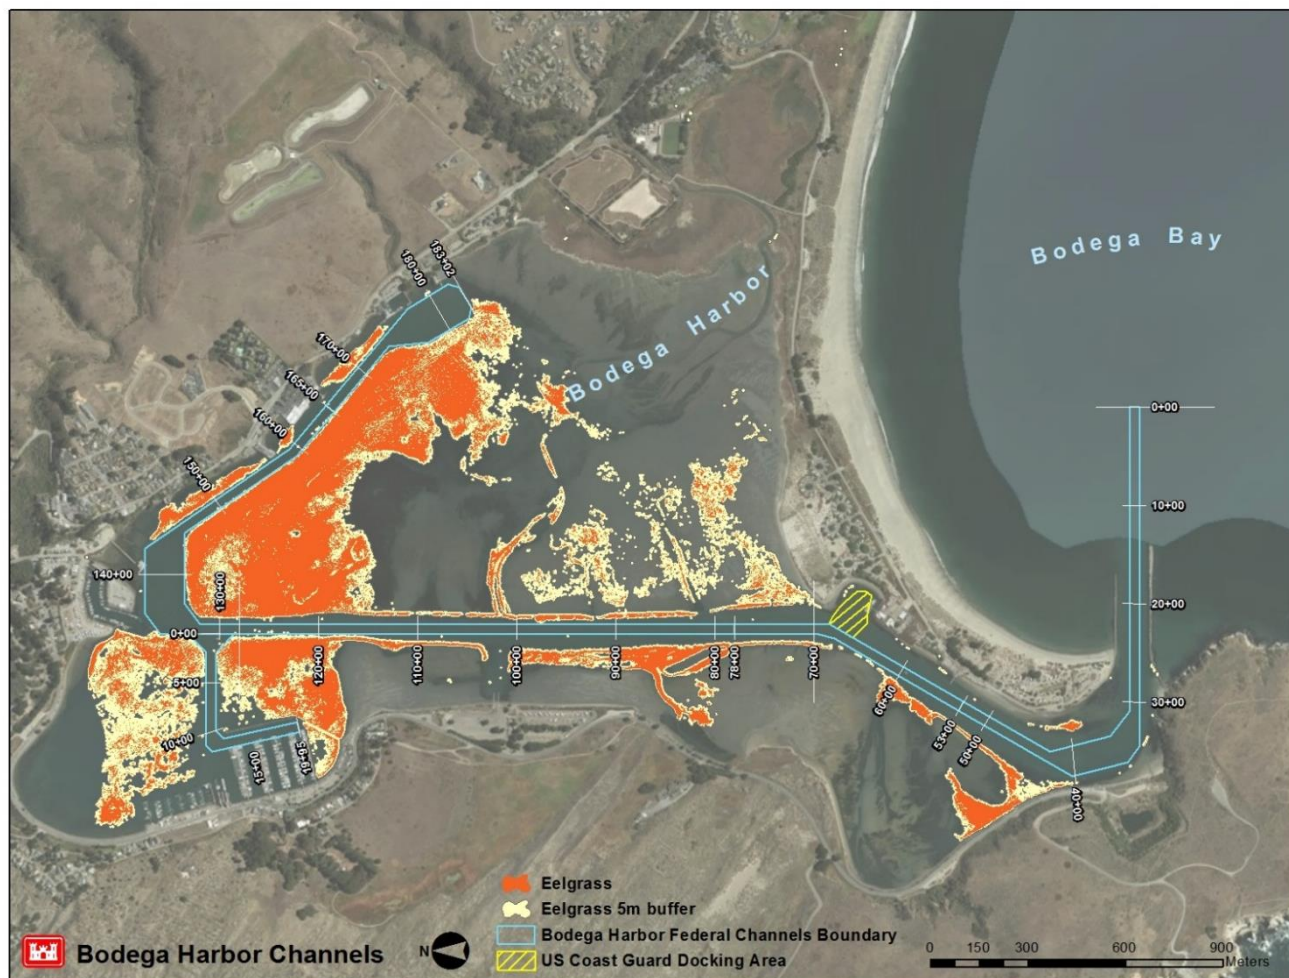 Bodega Bay
Bodega Harbor
183+02
180+00
170+00
165+00
160+00
150+00
140+00
130+00
0+00
5+00
10+00
15+00
19+95
120+00
110+00
100+00
90+00
80+00
78+00
70+00
60+00
53+00
50+00
40+00
0+00
10+00
20+00
30+00
Eelgrass
Eelgrass 5m buffer
Bodega Harbor Federal Channels Boundary
US Coast Guard Docking Area
Bodega Harbor Channels
N
0 150 300 600 900
Meters